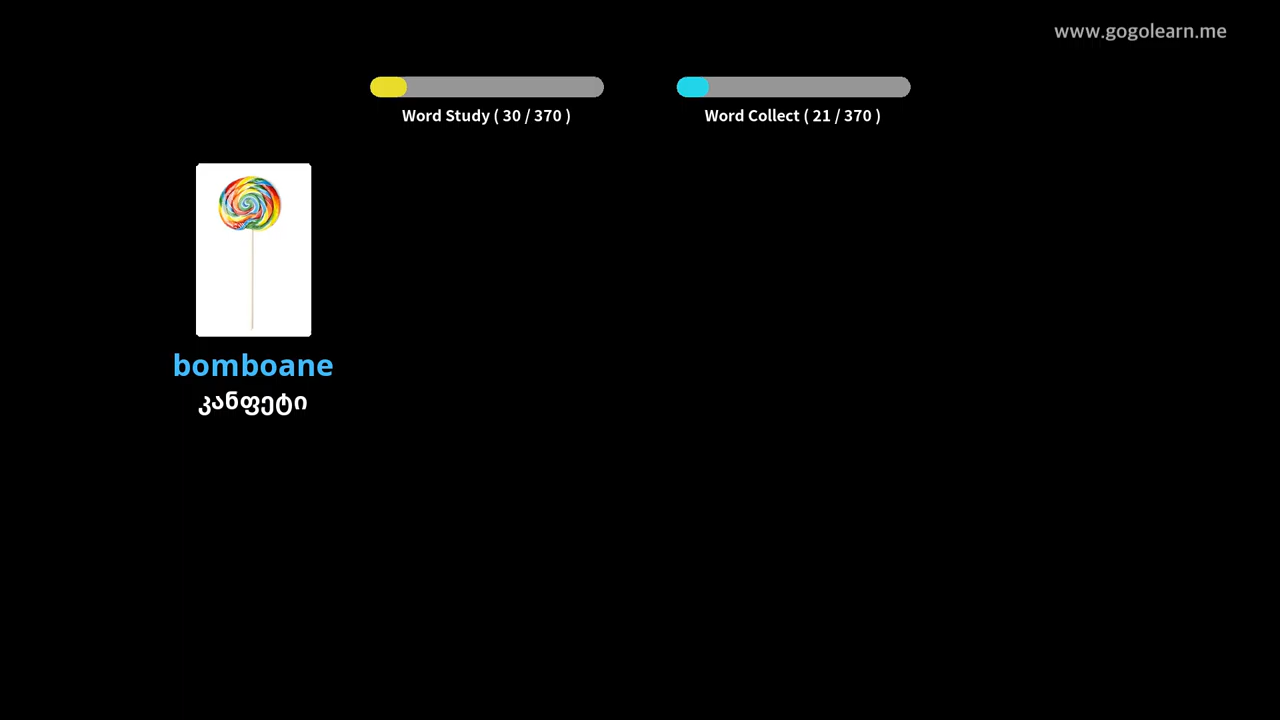 www.gogolearn.me
Word Study ( 30 / 370 )
Word Collect ( 21 / 370 )
bomboane
კანფეტი